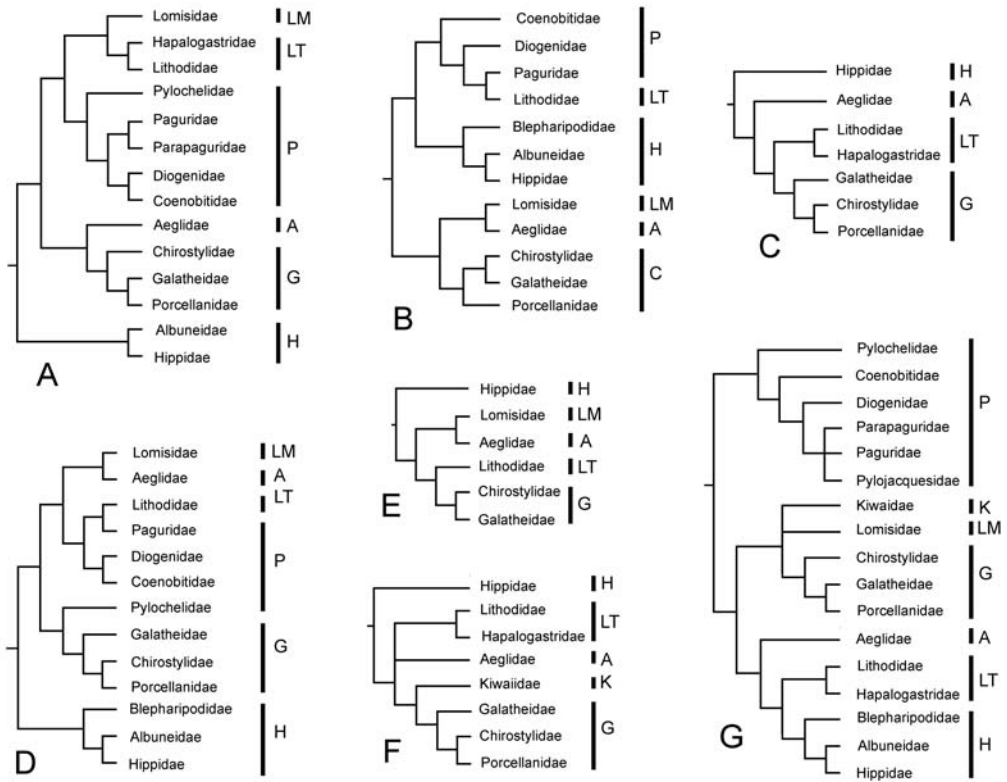 Lomisidae LM
Hapalogastridae LT
Lithodidae
Pylochelidae
Paguridae
Parapaguridae P
Diogenidae
Coenobitidae
Aeglidae A
Chirostylidae
Galatheidae G
Porcellanidae
Albuneidae H
Hippidae
A
Coenobitidae
Diogenidae P
Paguridae
Lithodidae LT
Blepharipodidae
Albuneidae H
Hippidae
Lomisidae LM
Aeglidae A
Chirostylidae
Galatheidae C
Porcellanidae
B
Hippidae H
Aeglidae A
Lithodidae LT
Hapalogastridae
Galatheidae
Chirostylidae G
Porcellanidae
C
Lomisidae LM
Aeglidae A
Lithodidae LT
Paguridae
Diogenidae P
Coenobitidae
Pylochelidae
Galatheidae G
Chirostylidae
Porcellanidae
Blepharipodidae
Albuneidae H
Hippidae
D
Hippidae H
Lomisidae LM
Aeglidae A
Lithodidae LT
Chirostylidae G
Galatheidae
E
Hippidae H
Lithodidae LT
Hapalogastridae
Aeglidae A
Kiwaiidae K
Galatheidae
Chirostylidae G
Porcellanidae
F
Pylochelidae
Coenobitidae
Diogenidae P
Parapaguridae
Paguridae
Pylojacquesidae
Kiwaidae K
Lomisidae LM
Chirostylidae
Galatheidae G
Porcellanidae
Aeglidae A
Lithodidae LT
Hapalogastridae
Blepharipodidae
Albuneidae H
Hippidae
G